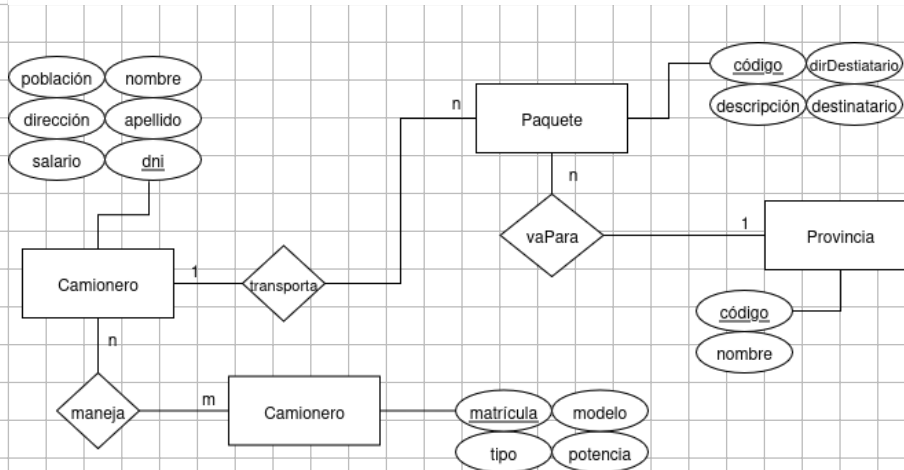 población nombre
dirección apellido
salario dni
código dirDestiatario
descripción destinatario
n
Paquete
n
vaPara
1
Provincia
código
nombre
Camionero
1
transporta
n
maneja
m
Camionero
matrícula modelo
tipo potencia